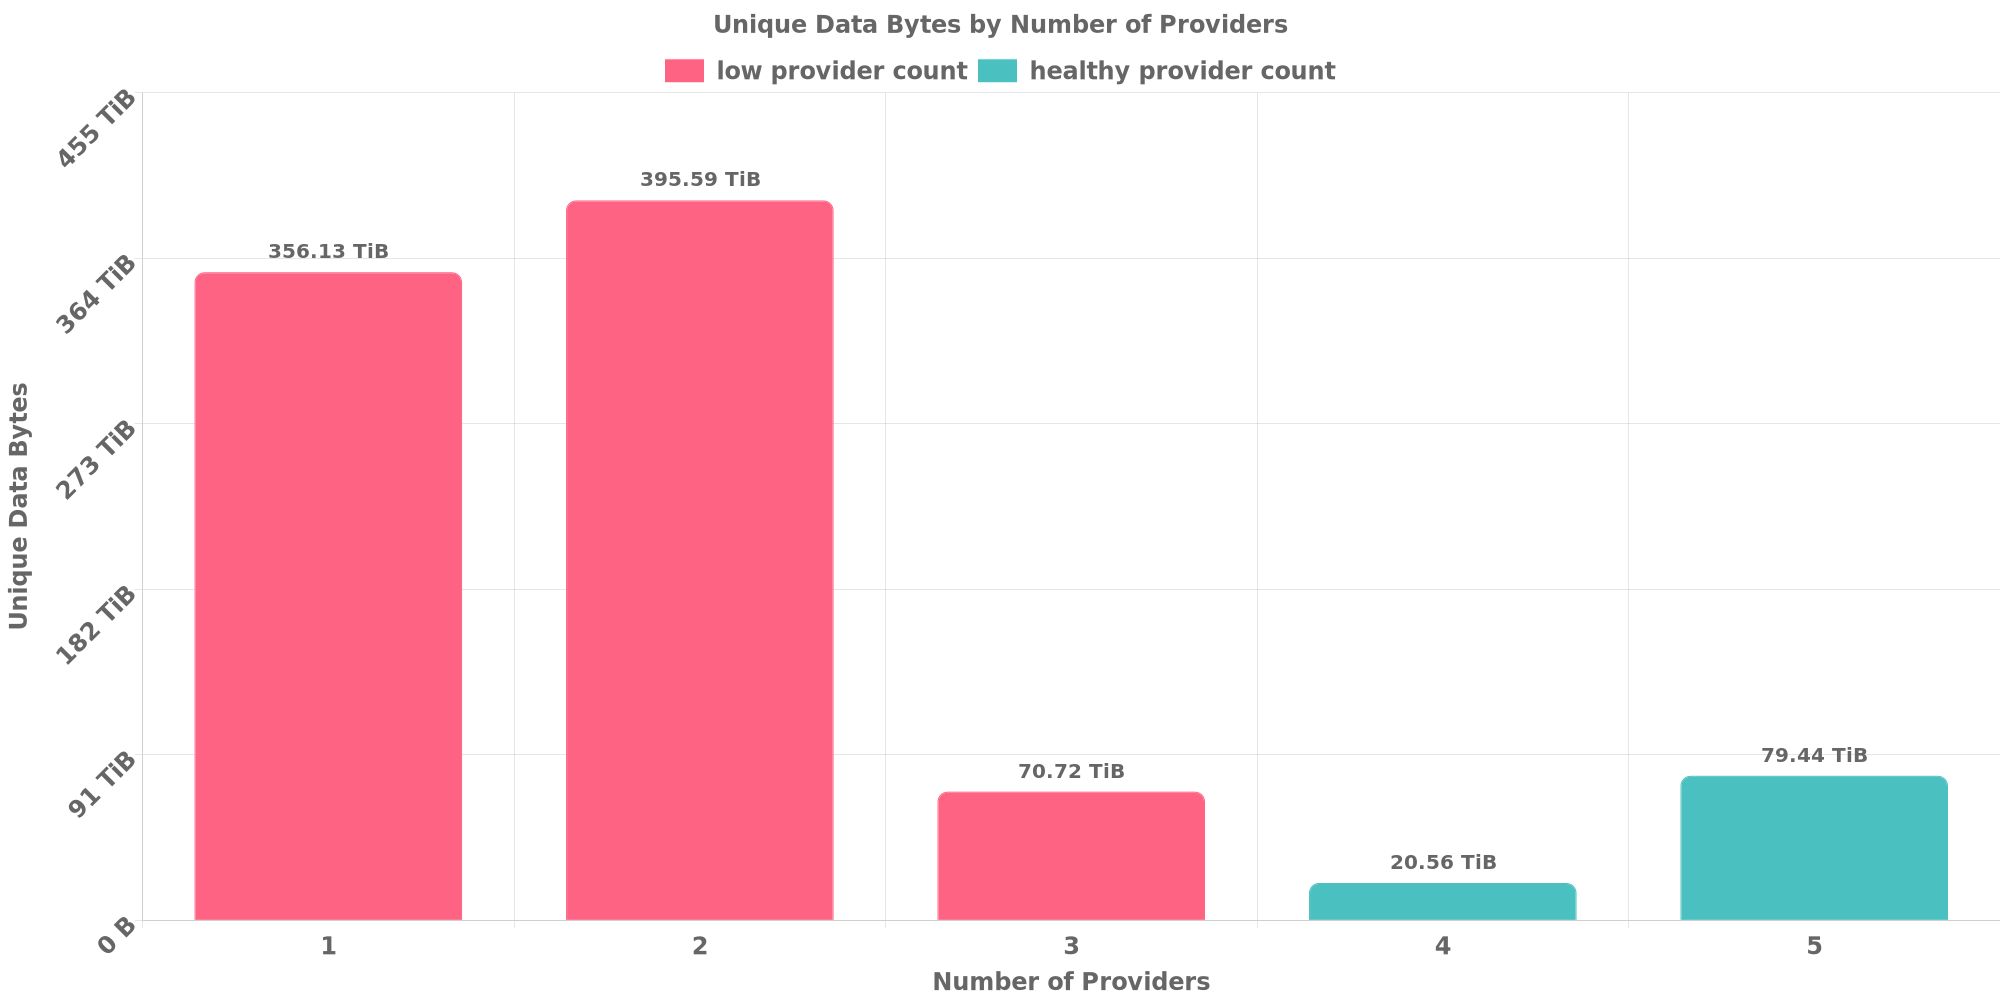 Unique Data Bytes by Number of Providers
low provider count
healthy provider count
455 TiB
364 TiB
273 TiB
182 TiB
91 TiB
0 B
Unique Data Bytes
356.13 TiB
395.59 TiB
70.72 TiB
20.56 TiB
79.44 TiB
1
2
3
4
5
Number of Providers